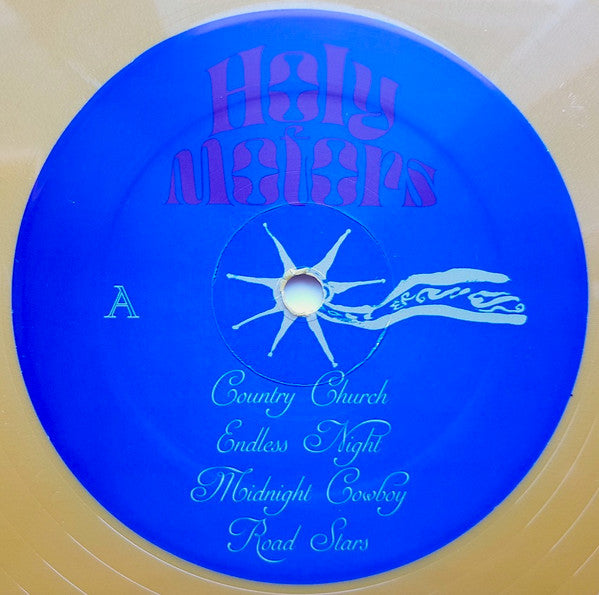 Holy
Motors
A
Country Church
Endless Night
Midnight Cowboy
Road Stars